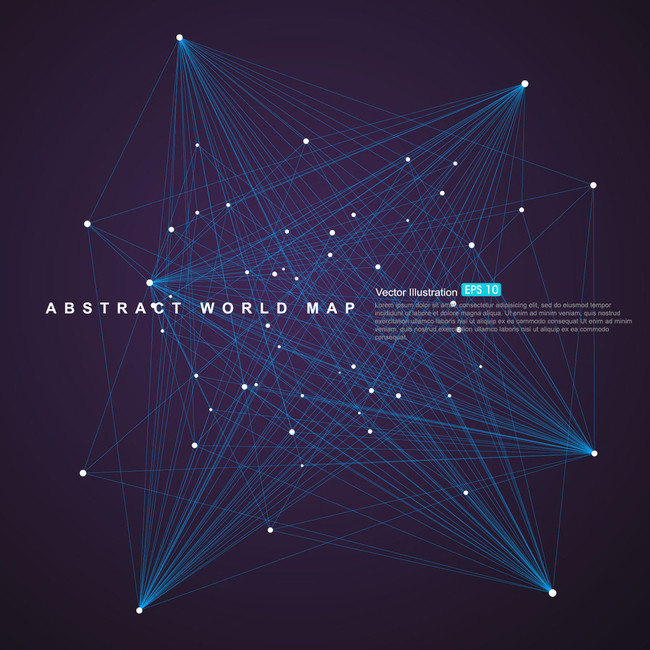 Vector Illustration EPS 10
ABSTRACT WORLD MAP
Lorem ipsum dolor sit amet, consectetur adipisicing elit, sed do eiusmod tempor
incididunt ut labore et dolore magna aliqua. Ut enim ad minim veniam, quis nostrud
exercitation ullamco laboris nisi ut aliquip ex ea commodo consequat. Ut enim ad minim
veniam, quis nostrud exercitation ullamco laboris nisi ut aliquip ex ea commodo
consequat.